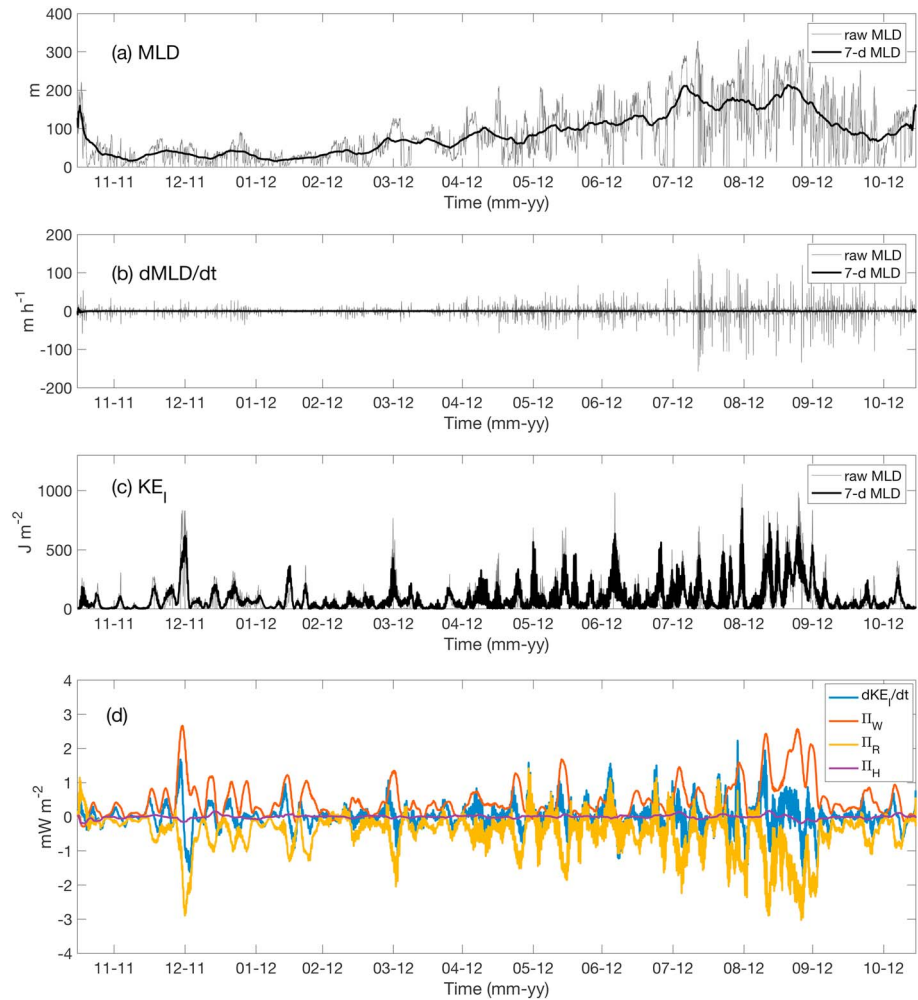 400
300
200
100
0
m
(a) MLD
raw MLD
7-d MLD
11-11 12-11 01-12 02-12 03-12 04-12 05-12 06-12 07-12 08-12 09-12 10-12
Time (mm-yy)
200
100
0
-100
-200
m h⁻¹
(b) dMLD/dt
raw MLD
7-d MLD
11-11 12-11 01-12 02-12 03-12 04-12 05-12 06-12 07-12 08-12 09-12 10-12
Time (mm-yy)
1000
500
0
J m⁻²
(c) KE_I
raw MLD
7-d MLD
11-11 12-11 01-12 02-12 03-12 04-12 05-12 06-12 07-12 08-12 09-12 10-12
Time (mm-yy)
4
3
2
1
0
-1
-2
-3
-4
mW m⁻²
(d)
dKE_I/dt
Π_W
Π_R
Π_H
11-11 12-11 01-12 02-12 03-12 04-12 05-12 06-12 07-12 08-12 09-12 10-12
Time (mm-yy)